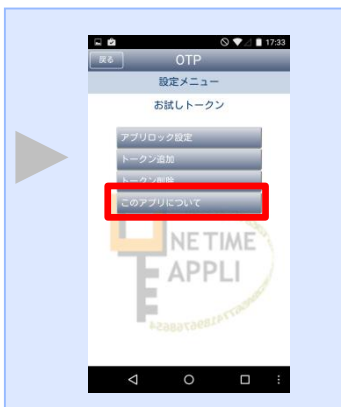 17:33
戻る
OTP
設定メニュー
お試しトークン
アプリロック設定
トークン追加
トークン削除
このアプリについて
NE TIME
APPLI